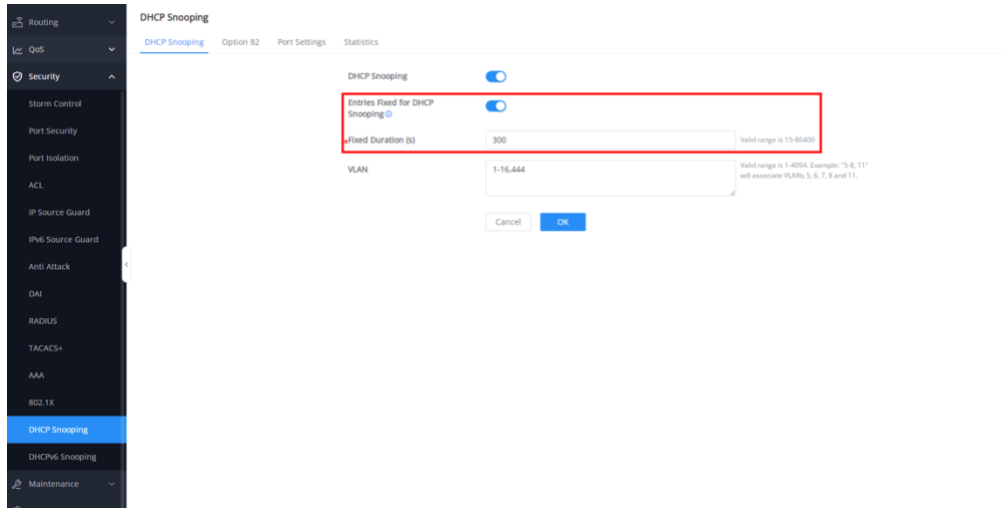 Routing
QoS
Security
Storm Control
Port Security
Port Isolation
ACL
IP Source Guard
IPv6 Source Guard
Anti Attack
DAI
RADIUS
TACACS+
AAA
802.1X
DHCP Snooping
DHCPv6 Snooping
Maintenance
DHCP Snooping
DHCP Snooping Option 82 Port Settings Statistics
DHCP Snooping
Entries Fixed for DHCP
Snooping
*Fixed Duration (s) 300 Valid range is 15-86400
VLAN 1-16,444 Valid range is 1-4094. Example: "5-8, 11"
will associate VLANs 5, 6, 7, 8 and 11.
Cancel OK